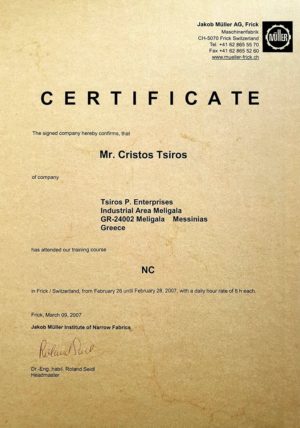 Jakob Müller AG, Frick
Maschinenfabrik
CH-5070 Frick Switzerland
Tel. +41 62 865 55 70
Fax +41 62 865 52 60
www.mueller-frick.ch
MÜLLER
CERTIFICATE
The signed company hereby confirms, that
Mr. Cristos Tsiros
of company
Tsiros P. Enterprises
Industrial Area Meligala
GR-24002 Meligala Messinias
Greece
has attended our training course
NC
in Frick / Switzerland, from February 26 until February 28, 2007, with a daily hour rate of 8 h each.
Frick, March 09, 2007
Jakob Müller Institute of Narrow Fabrics
Roland Seidl
Dr.-Eng. habil. Roland Seidl
Headmaster